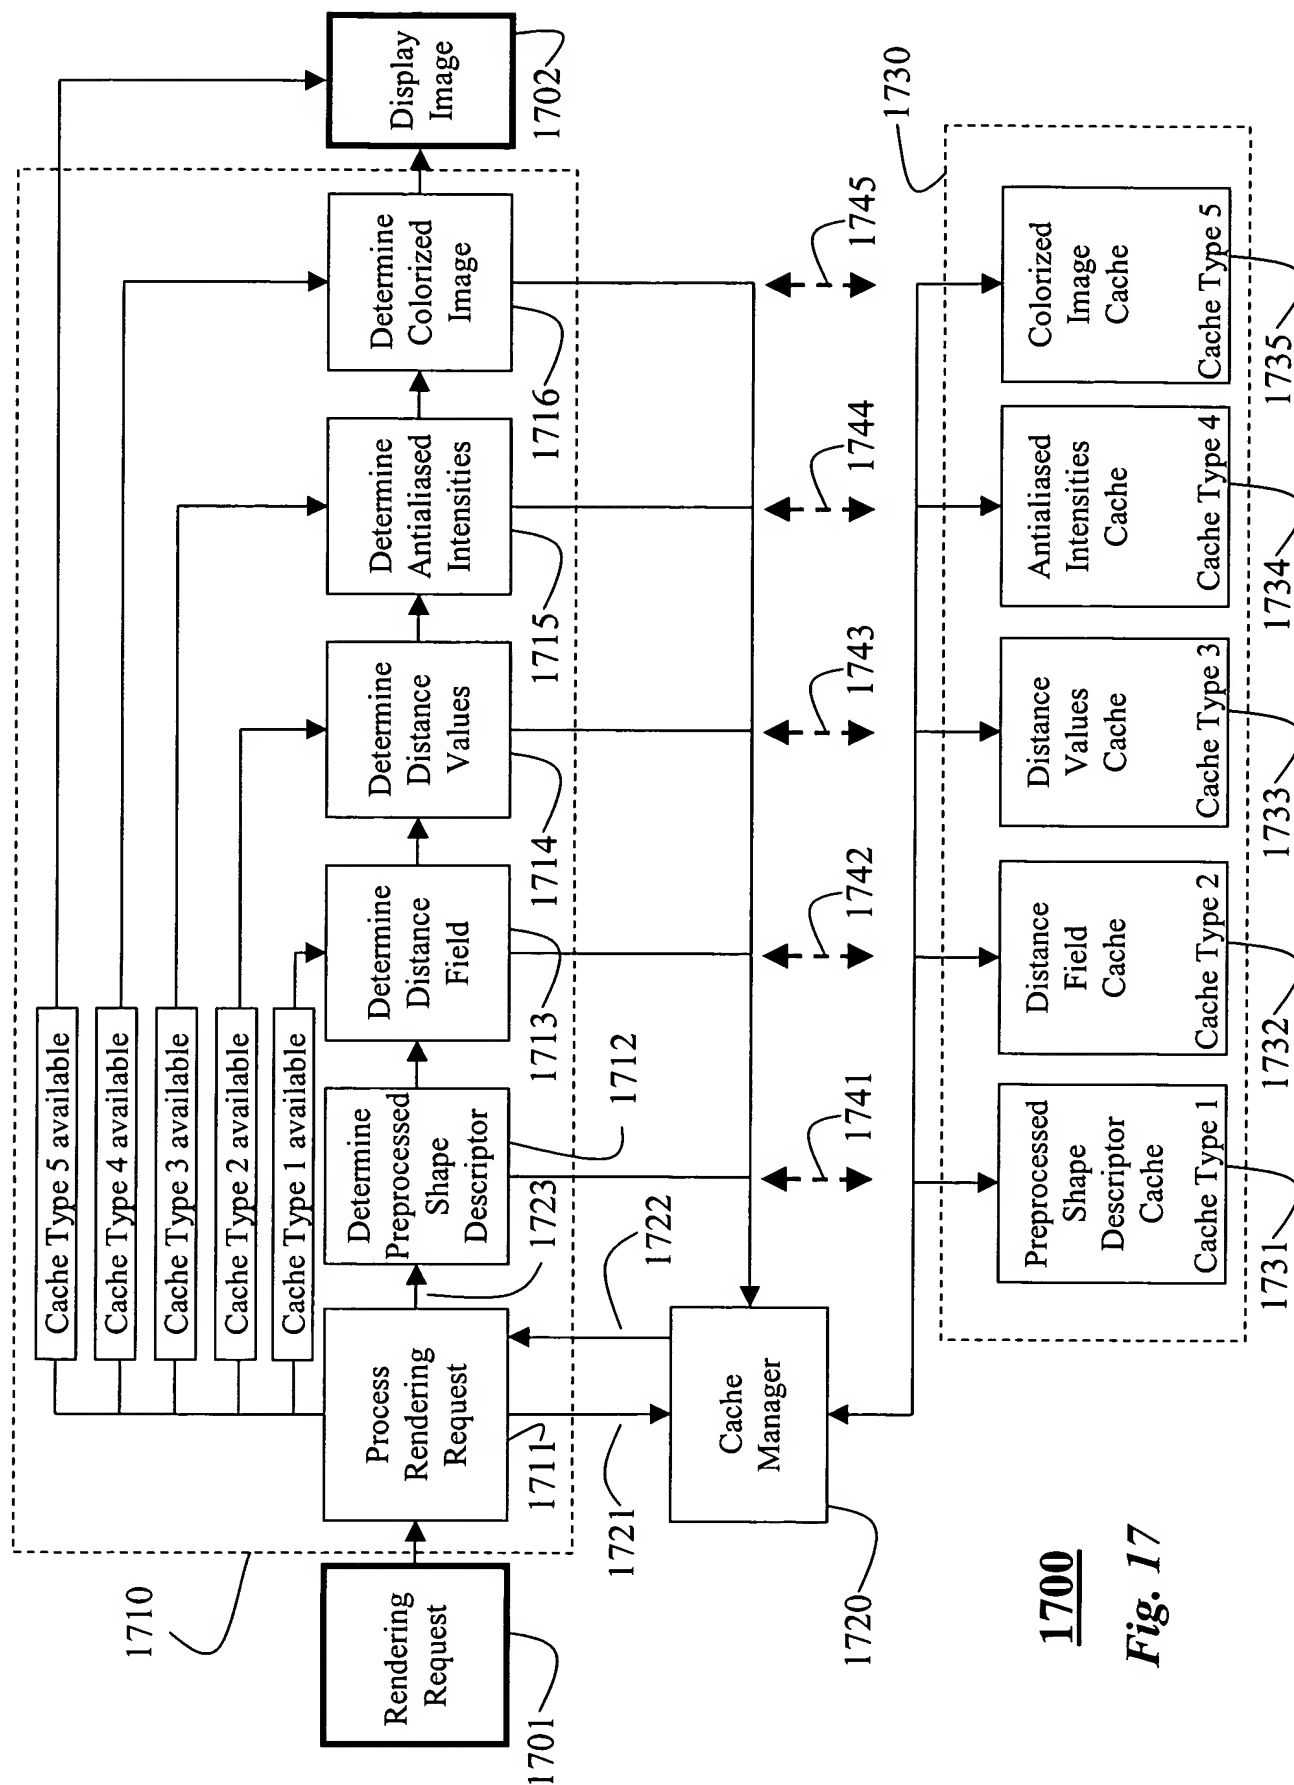 1710
1730
Cache Type 5 available
Cache Type 4 available
Cache Type 3 available
Cache Type 2 available
Cache Type 1 available
Rendering
Request
1701
Process
Rendering
Request
1711
1723
Determine
Preprocessed
Shape
Descriptor
1712
Determine
Distance
Field
1713
Determine
Distance
Values
1714
Determine
Antialiased
Intensities
1715
Determine
Colorized
Image
1716
Display
Image
1702
1721
1722
Cache
Manager
1720
1741
1742
1743
1744
1745
Preprocessed
Shape
Descriptor
Cache
Cache Type 1
1731
Distance
Field
Cache
Cache Type 2
1732
Distance
Values
Cache
Cache Type 3
1733
Antialiased
Intensities
Cache
Cache Type 4
1734
Colorized
Image
Cache
Cache Type 5
1735
1700
Fig. 17